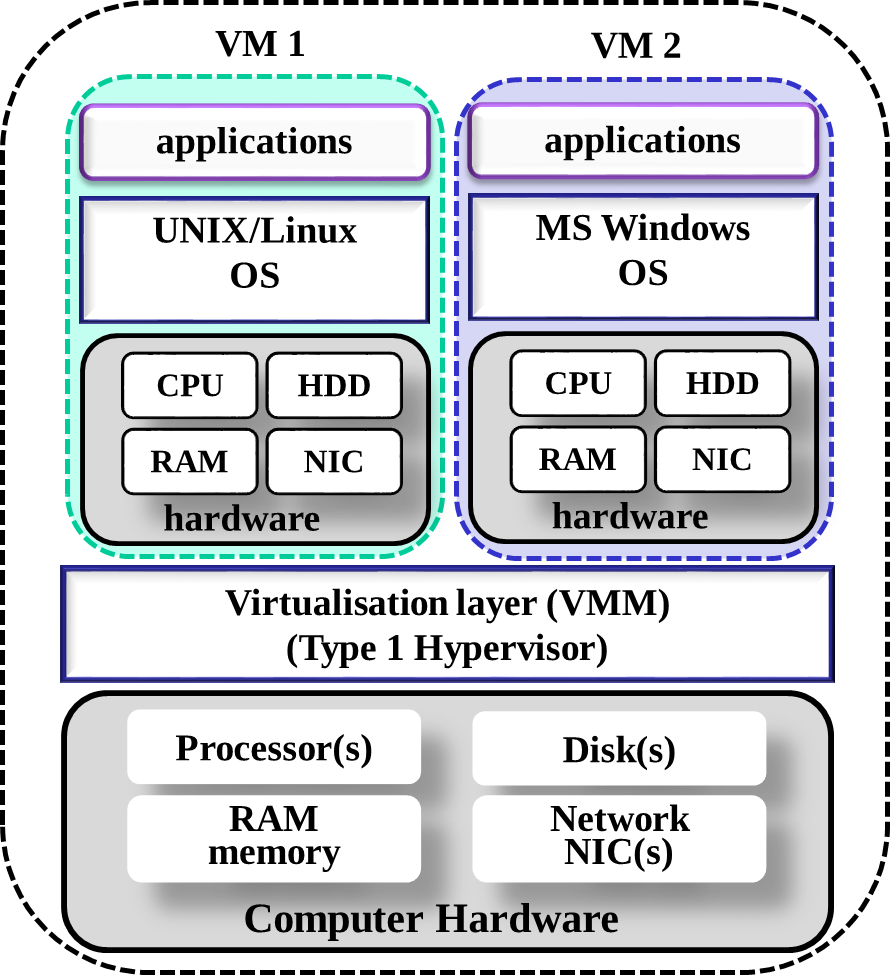 VM 1
applications
UNIX/Linux
OS
CPU HDD
RAM NIC
hardware
VM 2
applications
MS Windows
OS
CPU HDD
RAM NIC
hardware
Virtualisation layer (VMM)
(Type 1 Hypervisor)
Processor(s)
Disk(s)
RAM
memory
Network
NIC(s)
Computer Hardware